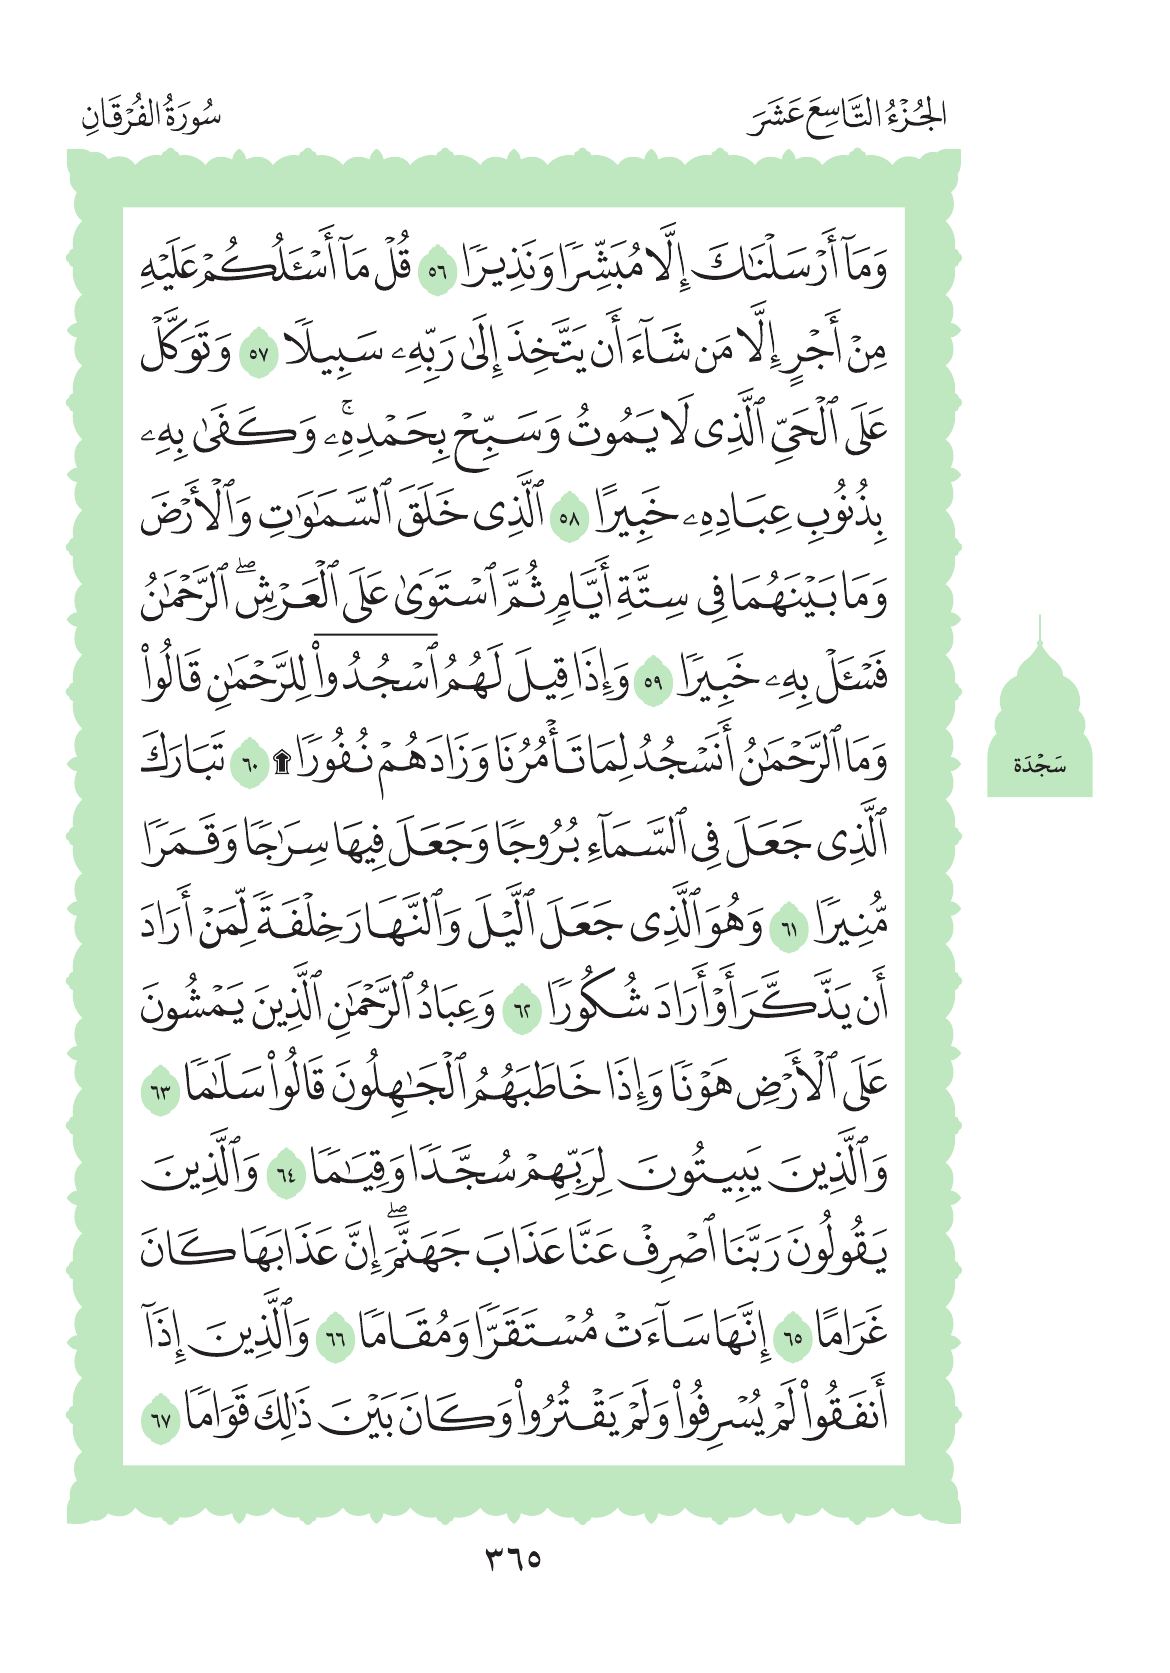 الجُزْءُ التَّاسِعَ عَشَرَ
سُورَةُ الفُرْقَانِ
وَمَآ أَرْسَلْنَٰكَ إِلَّا مُبَشِّرًا وَنَذِيرًا ٥٦ قُلْ مَآ أَسْـَٔلُكُمْ عَلَيْهِ
مِنْ أَجْرٍ إِلَّا مَن شَآءَ أَن يَتَّخِذَ إِلَىٰ رَبِّهِۦ سَبِيلًا ٥٧ وَتَوَكَّلْ
عَلَى ٱلْحَىِّ ٱلَّذِى لَا يَمُوتُ وَسَبِّحْ بِحَمْدِهِۦ ۚ وَكَفَىٰ بِهِۦ
بِذُنُوبِ عِبَادِهِۦ خَبِيرًا ٥٨ ٱلَّذِى خَلَقَ ٱلسَّمَٰوَٰتِ وَٱلْأَرْضَ
وَمَا بَيْنَهُمَا فِى سِتَّةِ أَيَّامٍ ثُمَّ ٱسْتَوَىٰ عَلَى ٱلْعَرْشِ ۖ ٱلرَّحْمَٰنُ
فَسْـَٔلْ بِهِۦ خَبِيرًا ٥٩ وَإِذَا قِيلَ لَهُمُ ٱسْجُدُوا۟ لِلرَّحْمَٰنِ قَالُوا۟
وَمَا ٱلرَّحْمَٰنُ أَنَسْجُدُ لِمَا تَأْمُرُنَا وَزَادَهُمْ نُفُورًا ۩ ٦٠ تَبَارَكَ
سَجْدَة
ٱلَّذِى جَعَلَ فِى ٱلسَّمَآءِ بُرُوجًا وَجَعَلَ فِيهَا سِرَٰجًا وَقَمَرًا
مُّنِيرًا ٦١ وَهُوَ ٱلَّذِى جَعَلَ ٱلَّيْلَ وَٱلنَّهَارَ خِلْفَةً لِّمَنْ أَرَادَ
أَن يَذَّكَّرَ أَوْ أَرَادَ شُكُورًا ٦٢ وَعِبَادُ ٱلرَّحْمَٰنِ ٱلَّذِينَ يَمْشُونَ
عَلَى ٱلْأَرْضِ هَوْنًا وَإِذَا خَاطَبَهُمُ ٱلْجَٰهِلُونَ قَالُوا۟ سَلَٰمًا ٦٣
وَٱلَّذِينَ يَبِيتُونَ لِرَبِّهِمْ سُجَّدًا وَقِيَٰمًا ٦٤ وَٱلَّذِينَ
يَقُولُونَ رَبَّنَا ٱصْرِفْ عَنَّا عَذَابَ جَهَنَّمَ ۖ إِنَّ عَذَابَهَا كَانَ
غَرَامًا ٦٥ إِنَّهَا سَآءَتْ مُسْتَقَرًّا وَمُقَامًا ٦٦ وَٱلَّذِينَ إِذَآ
أَنفَقُوا۟ لَمْ يُسْرِفُوا۟ وَلَمْ يَقْتُرُوا۟ وَكَانَ بَيْنَ ذَٰلِكَ قَوَامًا ٦٧
٣٦٥